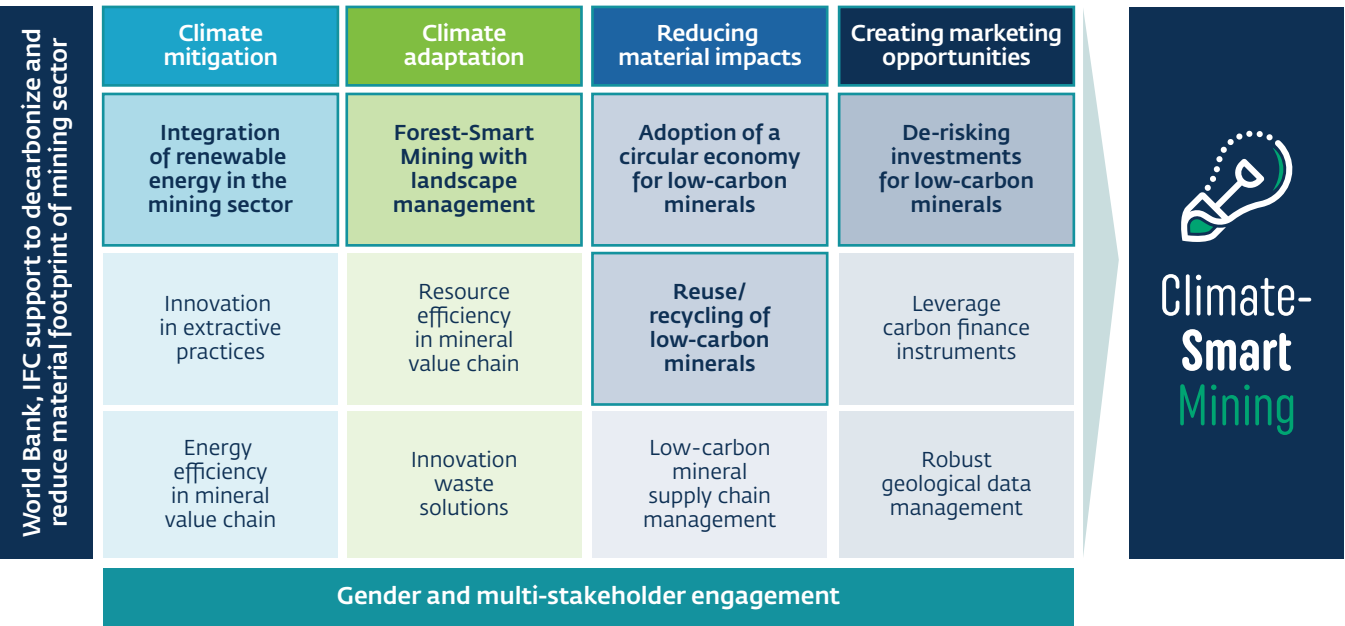 World Bank, IFC support to decarbonize and
reduce material footprint of mining sector
Climate
mitigation
Climate
adaptation
Reducing
material impacts
Creating marketing
opportunities
Integration
of renewable
energy in the
mining sector
Forest-Smart
Mining with
landscape
management
Adoption of a
circular economy
for low-carbon
minerals
De-risking
investments
for low-carbon
minerals
Innovation
in extractive
practices
Resource
efficiency
in mineral
value chain
Reuse/
recycling of
low-carbon
minerals
Leverage
carbon finance
instruments
Energy
efficiency
in mineral
value chain
Innovation
waste
solutions
Low-carbon
mineral
supply chain
management
Robust
geological data
management
Gender and multi-stakeholder engagement
Climate-
Smart
Mining